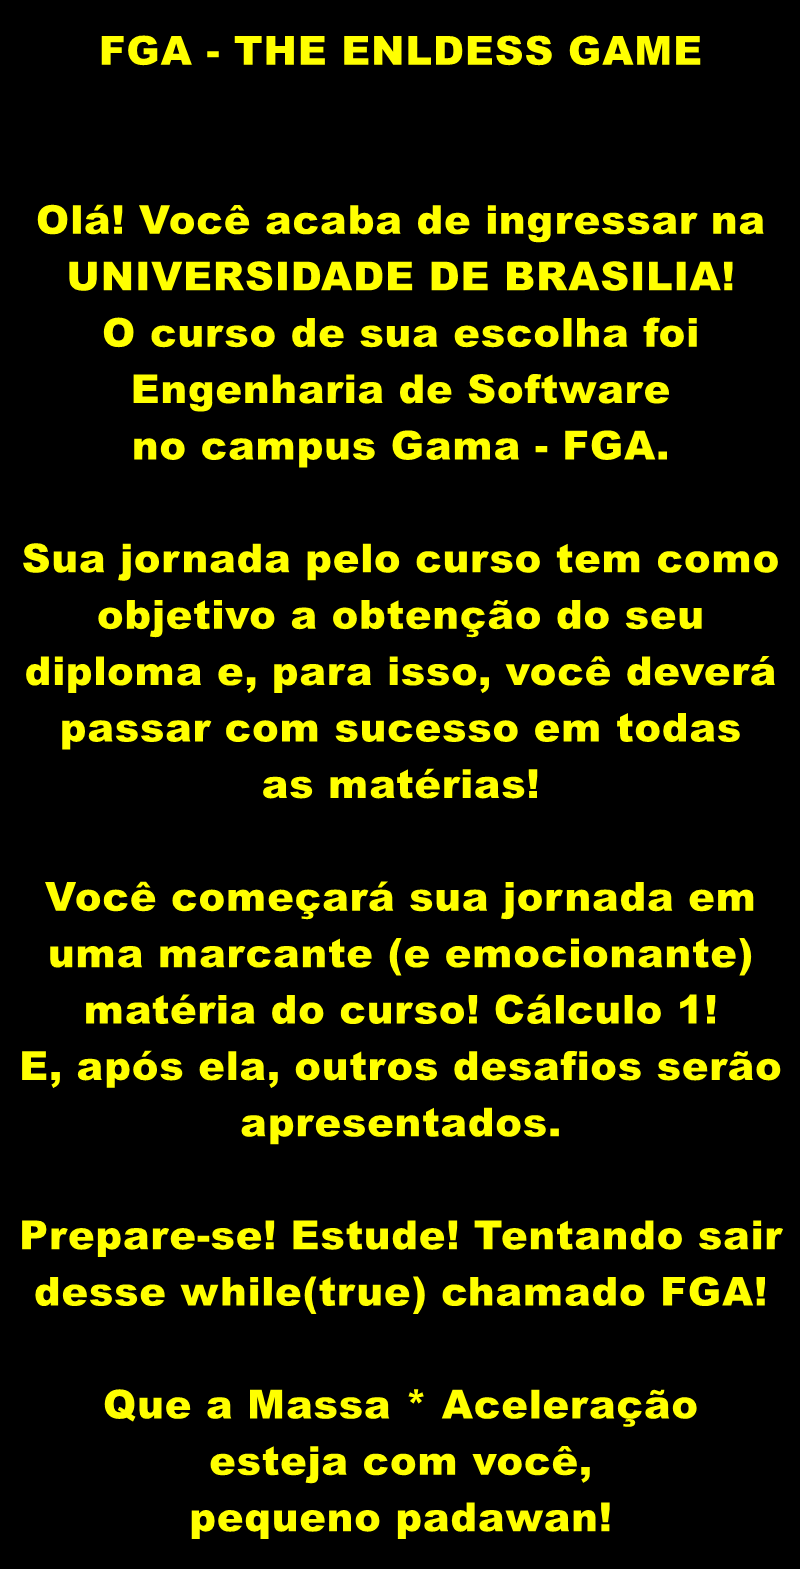 FGA - THE ENLDESS GAME
Olá! Você acaba de ingressar na
UNIVERSIDADE DE BRASILIA!
O curso de sua escolha foi
Engenharia de Software
no campus Gama - FGA.
Sua jornada pelo curso tem como
objetivo a obtenção do seu
diploma e, para isso, você deverá
passar com sucesso em todas
as matérias!
Você começará sua jornada em
uma marcante (e emocionante)
matéria do curso! Cálculo 1!
E, após ela, outros desafios serão
apresentados.
Prepare-se! Estude! Tentando sair
desse while(true) chamado FGA!
Que a Massa * Aceleração
esteja com você,
pequeno padawan!